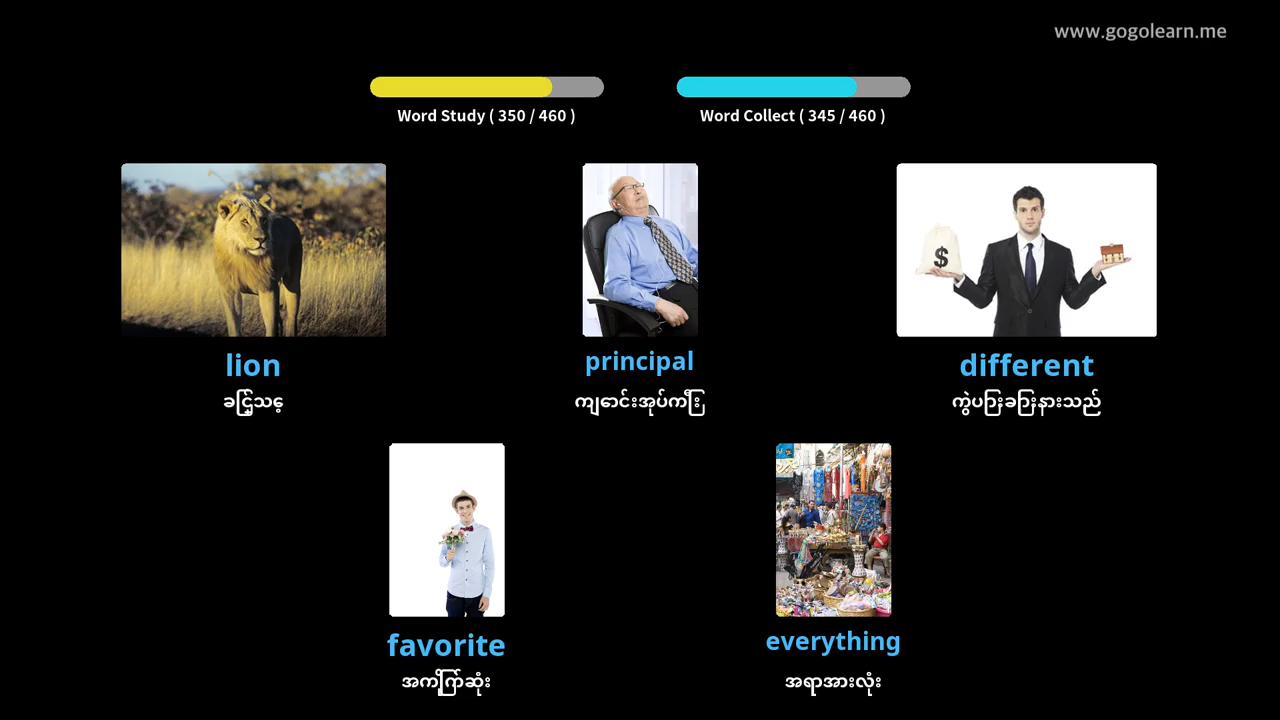 www.gogolearn.me
Word Study ( 350 / 460 )
Word Collect ( 345 / 460 )
$
lion
ခြင်္သေ့
principal
ကျောင်းအုပ်ကြီး
different
ကွဲပြားခြားနားသည်
favorite
အကြိုက်ဆုံး
everything
အရာအားလုံး